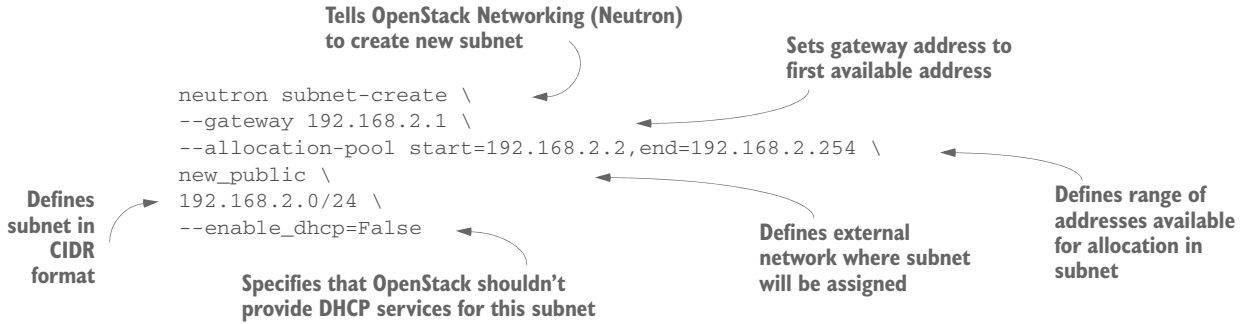 Tells OpenStack Networking (Neutron)
to create new subnet
Sets gateway address to
first available address
neutron subnet-create \
--gateway 192.168.2.1 \
--allocation-pool start=192.168.2.2,end=192.168.2.254 \
new_public \
192.168.2.0/24 \
--enable_dhcp=False
Defines
subnet in
CIDR
format
Defines range of
addresses available
for allocation in
subnet
Defines external
network where subnet
will be assigned
Specifies that OpenStack shouldn't
provide DHCP services for this subnet